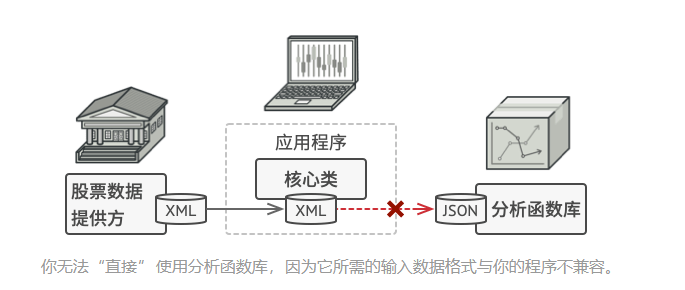 应用程序
核心类
股票数据
提供方
XML
XML
JSON
分析函数库
你无法“直接” 使用分析函数库，因为它所需的输入数据格式与你的程序不兼容。